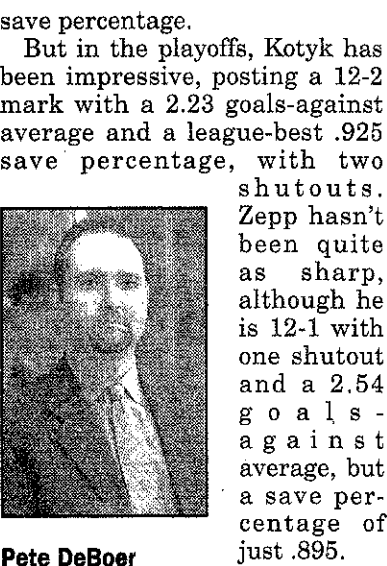 save percentage.
But in the playoffs, Kotyk has
been impressive, posting a 12-2
mark with a 2.23 goals-against
average and a league-best .925
save percentage, with two
shutouts.
Zepp hasn't
been quite
as sharp,
although he
is 12-1 with
one shutout
and a 2.54
goals-
against
average, but
a save per-
centage of
just .895.
Pete DeBoer